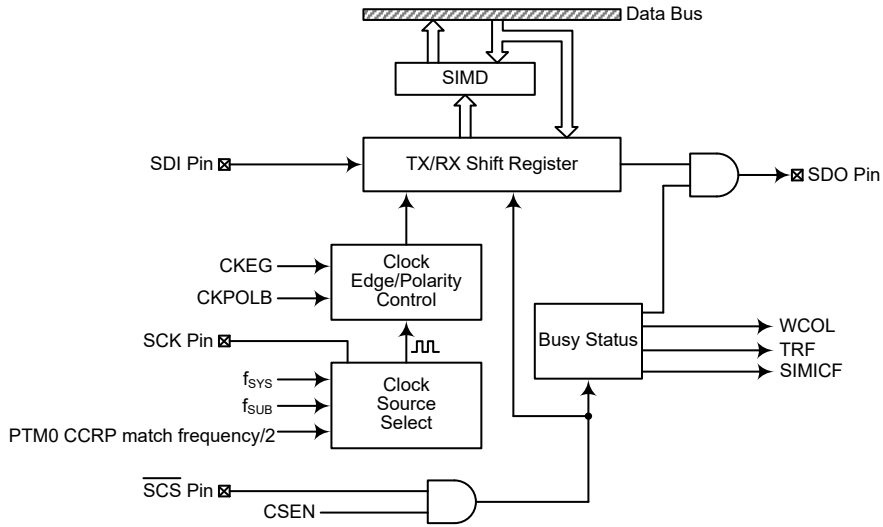 Data Bus
SIMD
SDI Pin
TX/RX Shift Register
SDO Pin
CKEG
CKPOLB
Clock
Edge/Polarity
Control
SCK Pin
Busy Status
WCOL
TRF
SIMICF
fSYS
fSUB
PTM0 CCRP match frequency/2
Clock
Source
Select
SCS Pin
CSEN